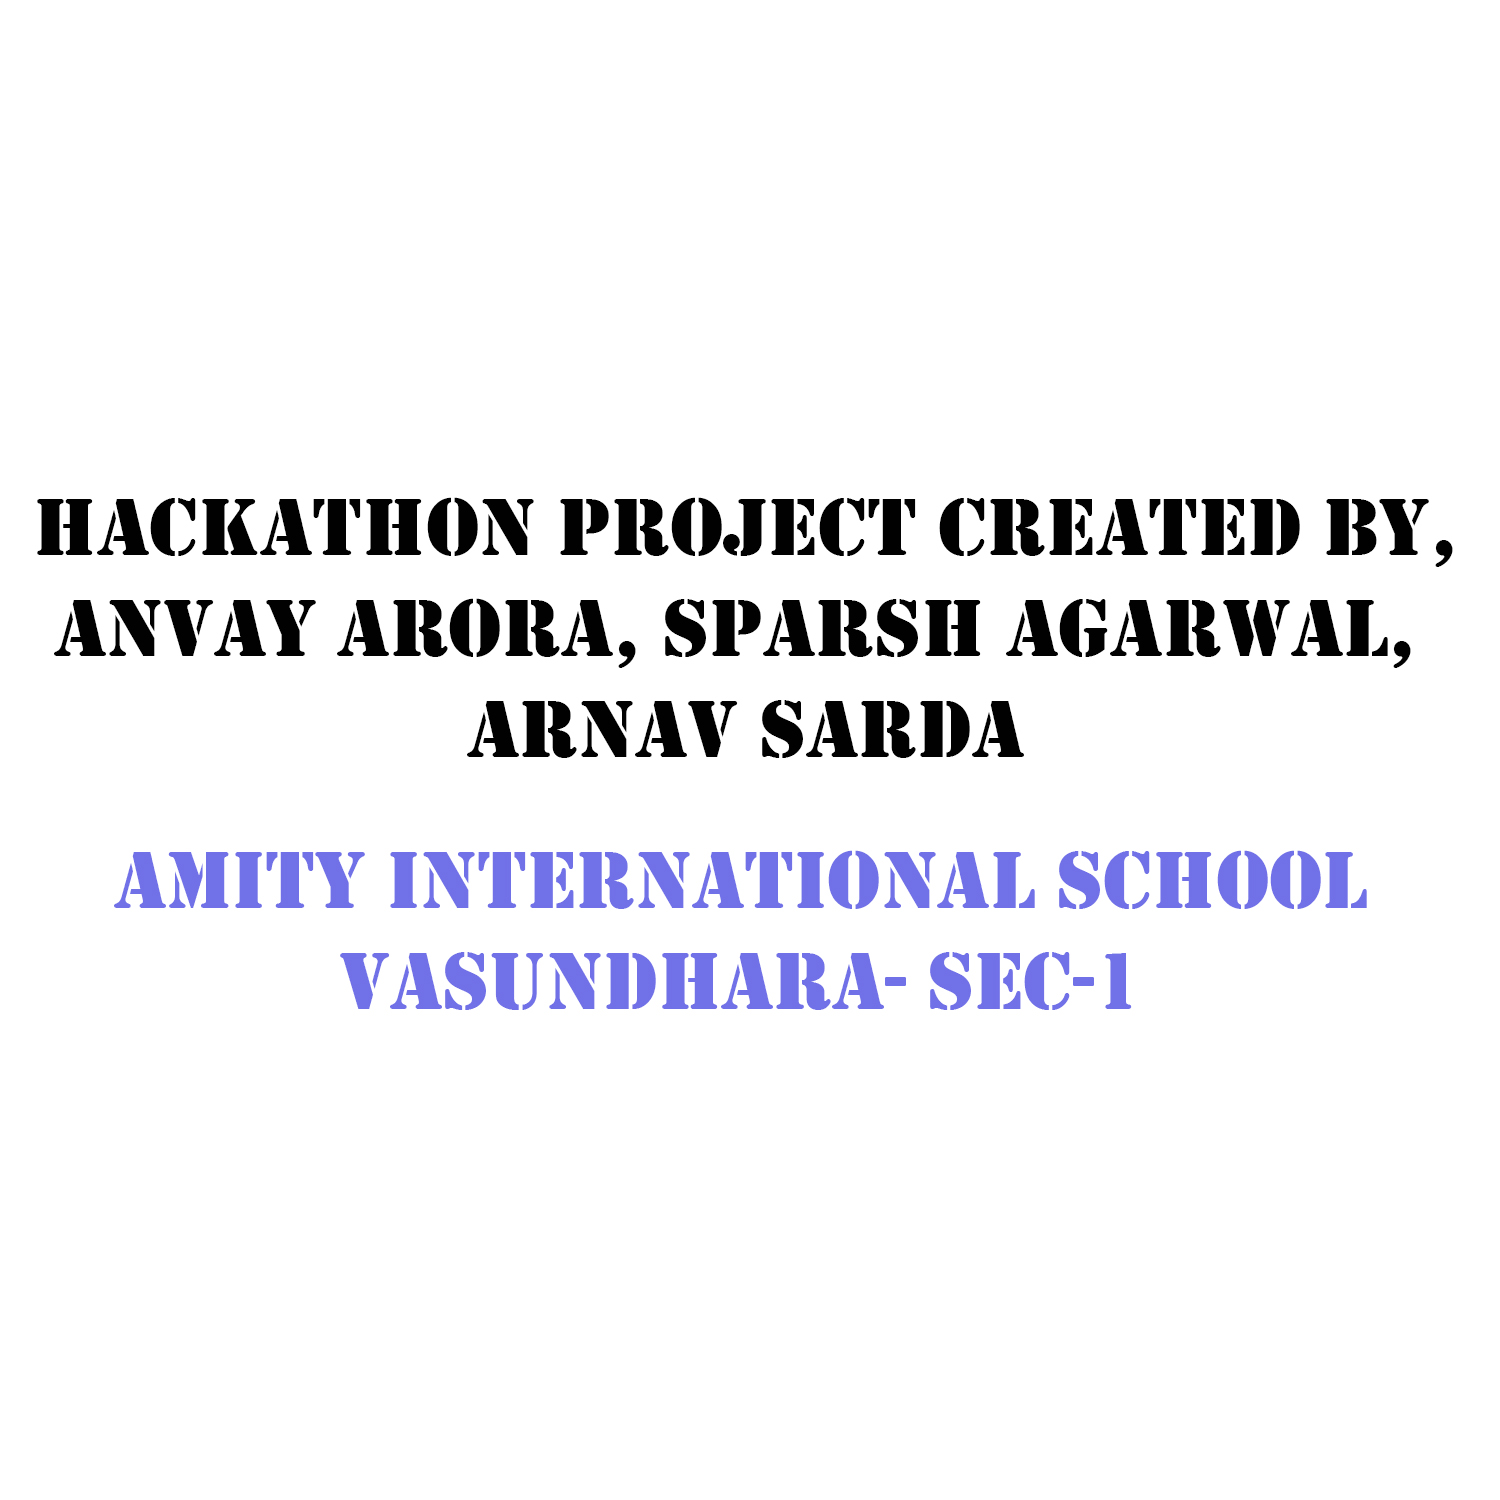 HACKATHON PROJECT CREATED BY,
ANVAY ARORA, SPARSH AGARWAL,
ARNAV SARDA
AMITY INTERNATIONAL SCHOOL
VASUNDHARA- SEC-1